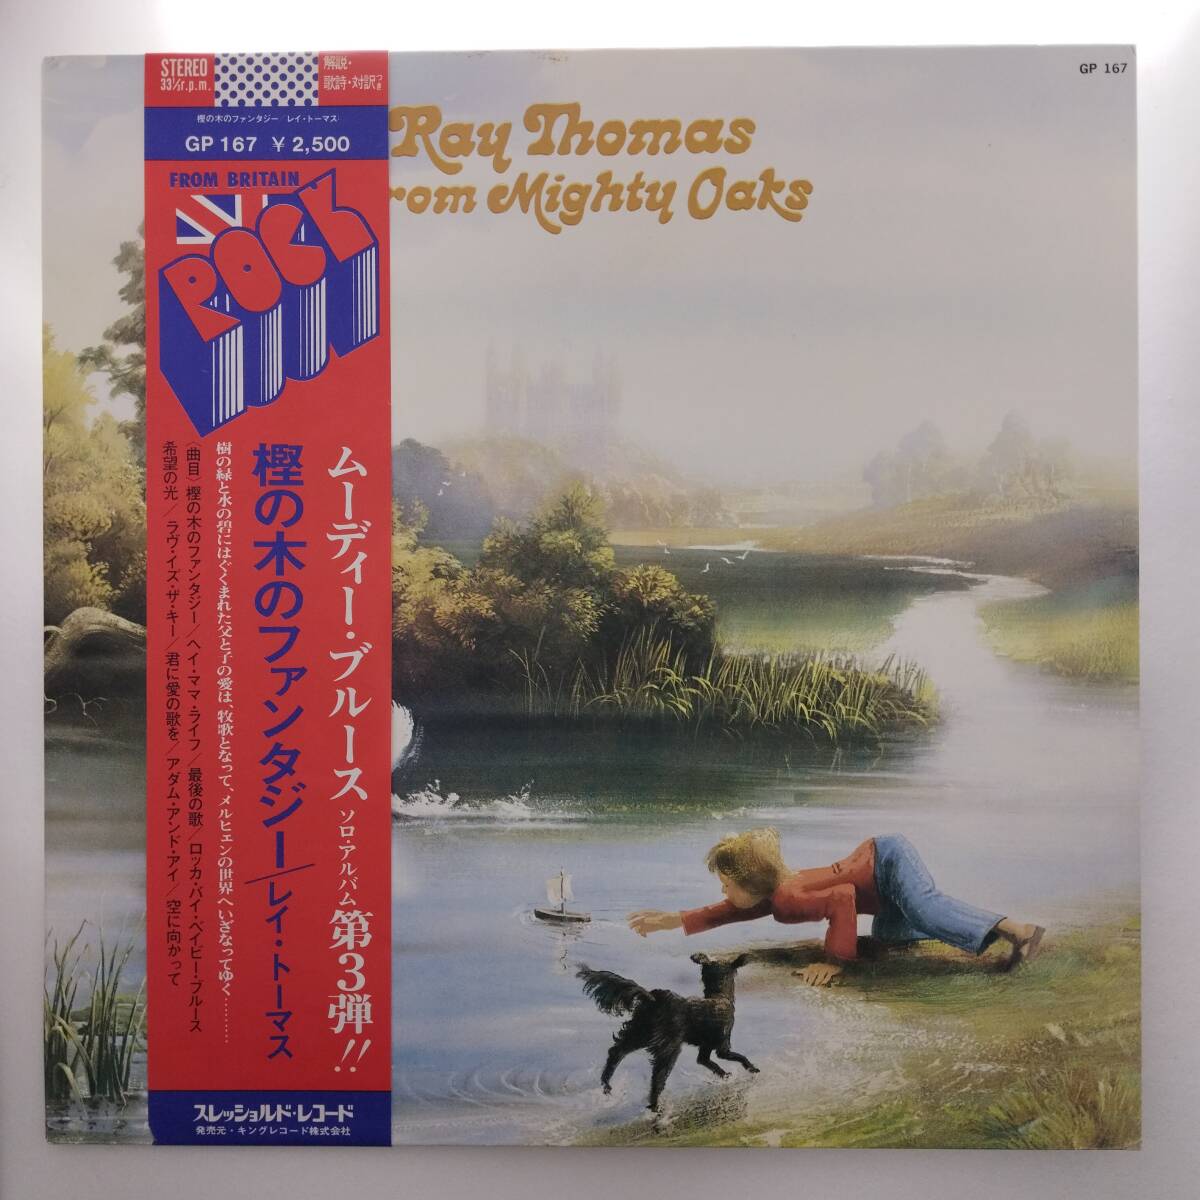 GP 167
Ray Thomas
rom Mighty Oaks
STEREO
33⅓r.p.m.
解説・
歌詩・対訳つき
樫の木のファンタジー/レイ・トーマス
GP 167 ¥ 2,500
FROM BRITAIN
ROCK
ムーディー・ブルース ソロ・アルバム 第3弾!!
樫の木のファンタジー/レイ・トーマス
樹の緑と水の碧にはぐくまれた父と子の愛は、牧歌となって、メルヒェンの世界へいざなってゆく………
〈曲目〉樫の木のファンタジー/ヘイ・ママ・ライフ/最後の歌/ロッカ・バイ・ベイビー・ブルース
希望の光/ラヴ・イズ・ザ・キー/君に愛の歌を/アダム・アンド・アイ/空に向かって
スレッショルド・レコード
発売元・キングレコード株式会社